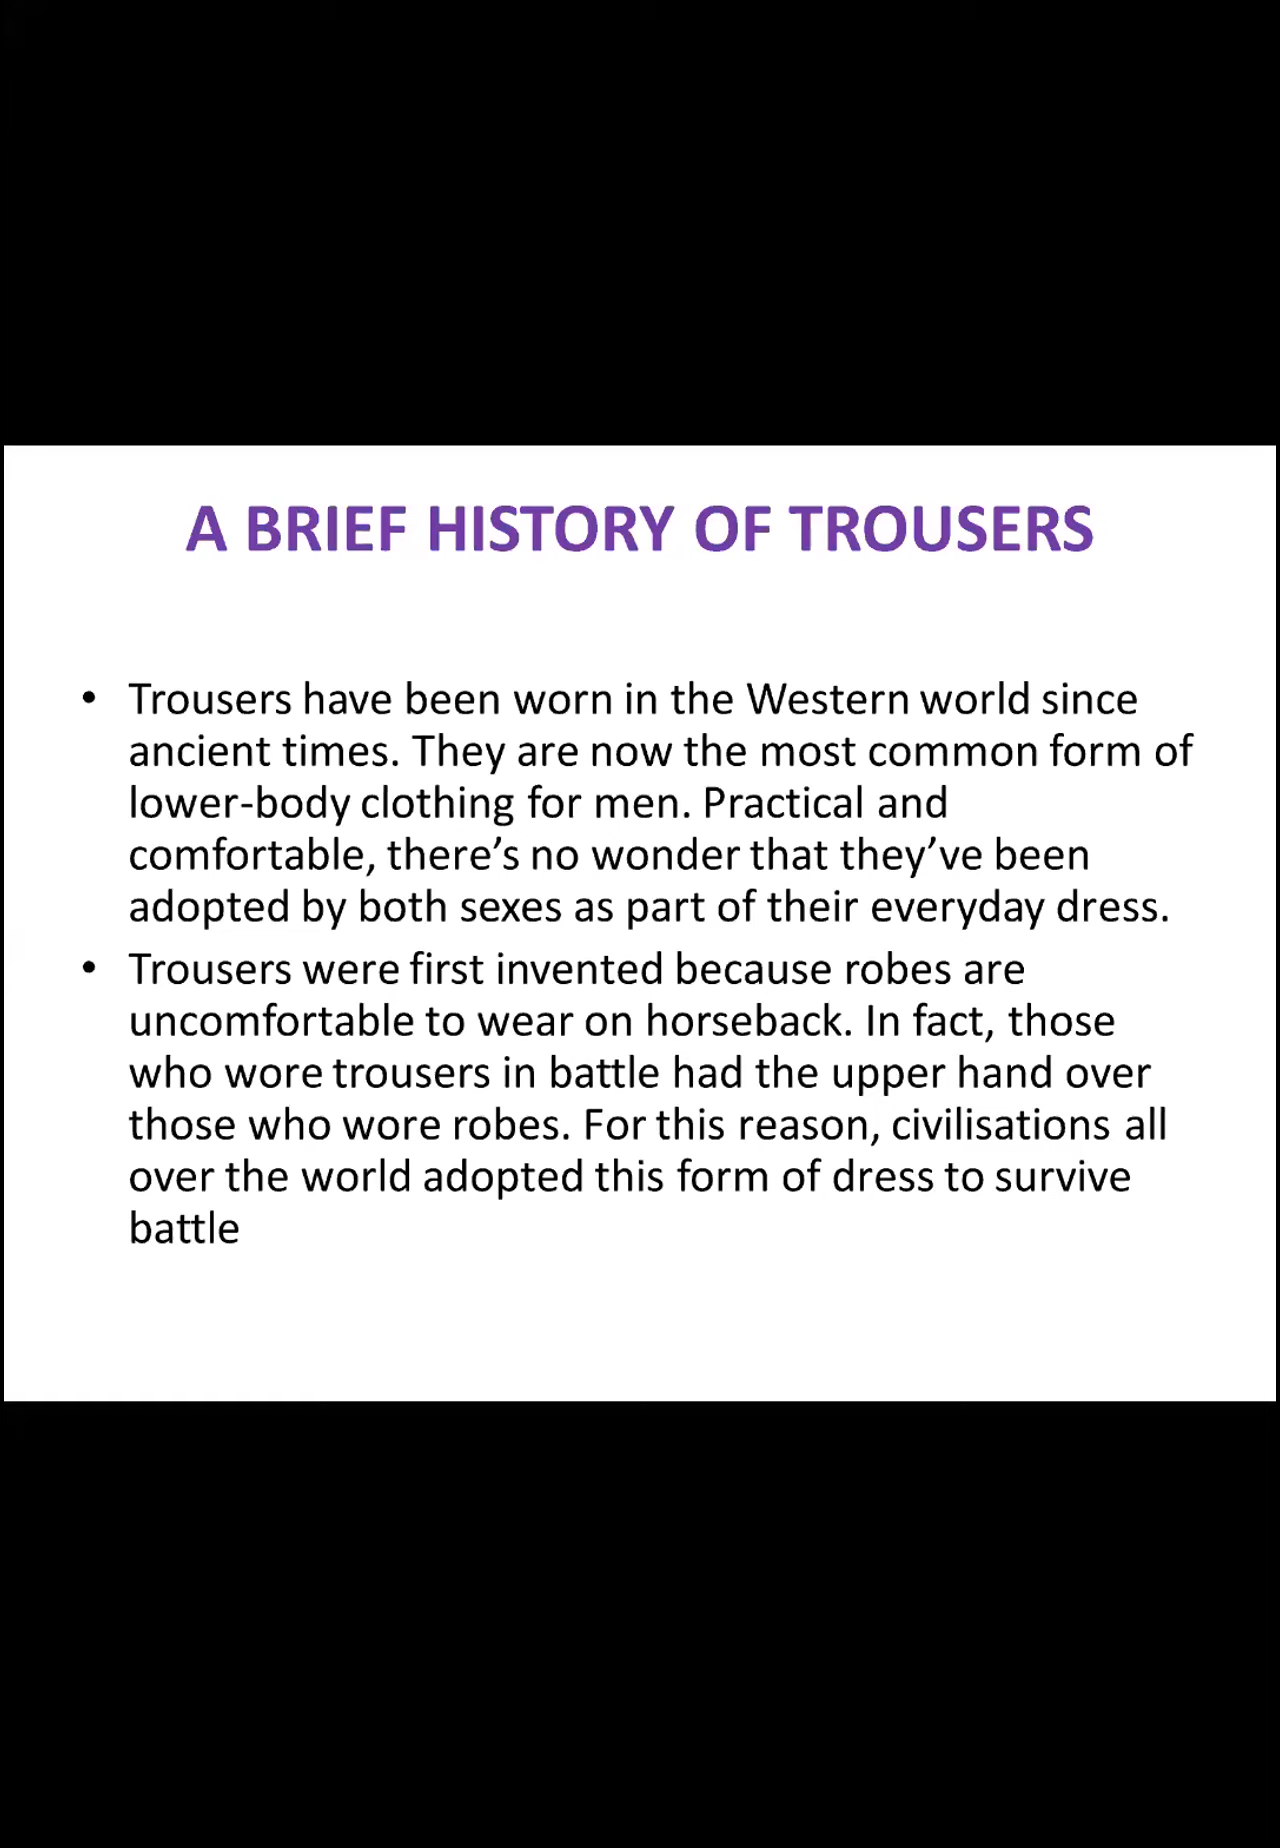 A BRIEF HISTORY OF TROUSERS
• Trousers have been worn in the Western world since
ancient times. They are now the most common form of
lower-body clothing for men. Practical and
comfortable, there’s no wonder that they’ve been
adopted by both sexes as part of their everyday dress.
• Trousers were first invented because robes are
uncomfortable to wear on horseback. In fact, those
who wore trousers in battle had the upper hand over
those who wore robes. For this reason, civilisations all
over the world adopted this form of dress to survive
battle